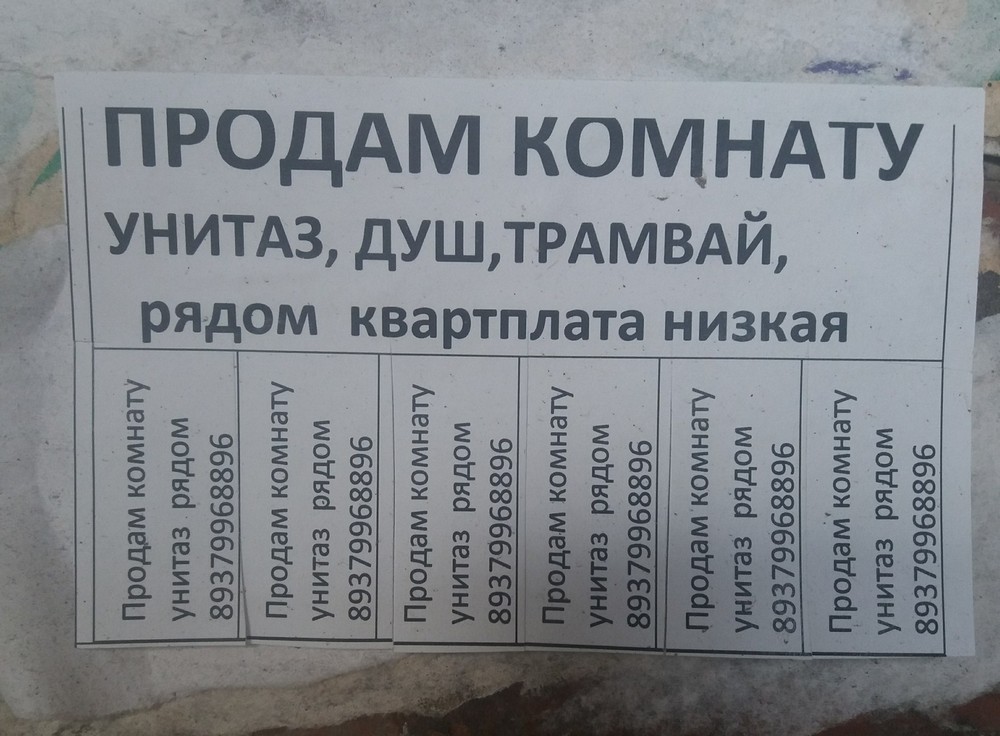 ПРОДАМ КОМНАТУ
УНИТАЗ, ДУШ,ТРАМВАЙ,
рядом квартплата низкая
Продам комнату
унитаз рядом
89379968896
Продам комнату
унитаз рядом
89379968896
Продам комнату
унитаз рядом
89379968896
Продам комнату
унитаз рядом
89379968896
Продам комнату
унитаз рядом
89379968896
Продам комнату
унитаз рядом
89379968896